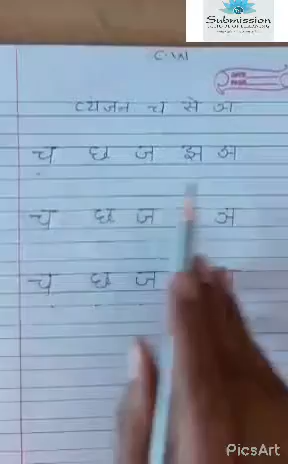 Submission
C.W
व्यंजन च से ञ
च छ ज झ ञ
च छ ज ञ
च छ ज
PicsArt